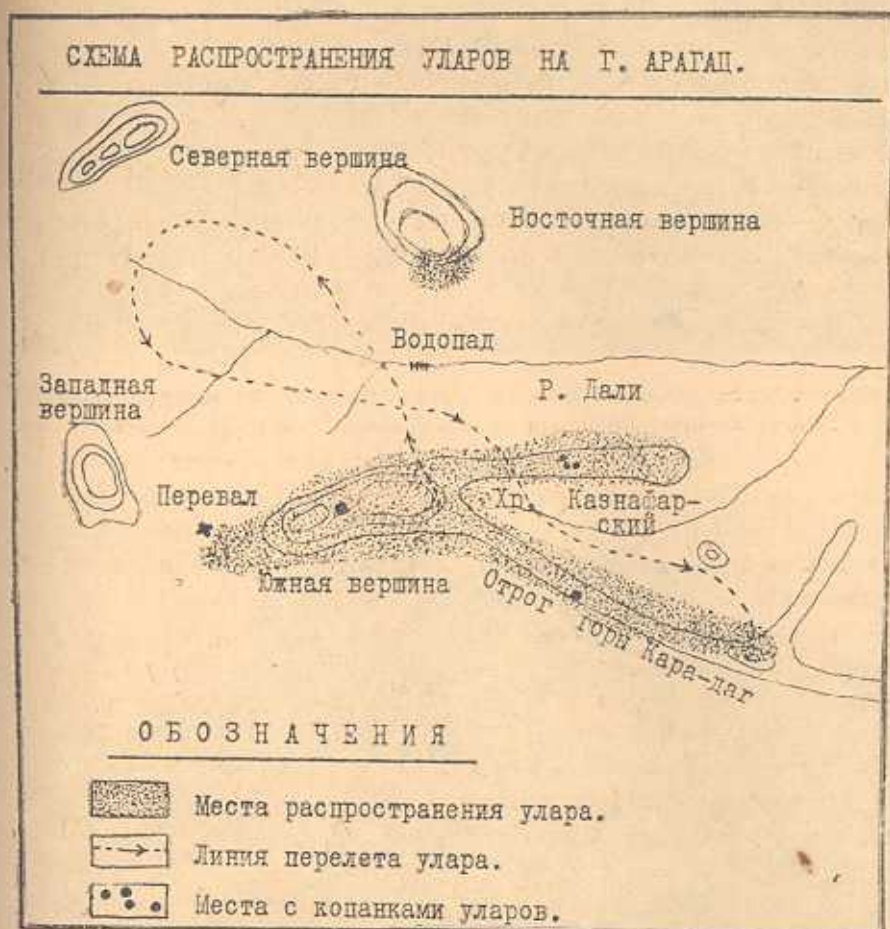 СХЕМА РАСПРОСТРАНЕНИЯ УЛАРОВ НА Г. АРАГАЦ.
Северная вершина
Восточная вершина
Водопад
Западная
вершина
Р. Дали
Перевал
Хр. Казнафар-
ский
Южная вершина
Отрог горы Кара-даг
ОБОЗНАЧЕНИЯ
Места распространения улара.
Линия перелета улара.
Места с копанками уларов.